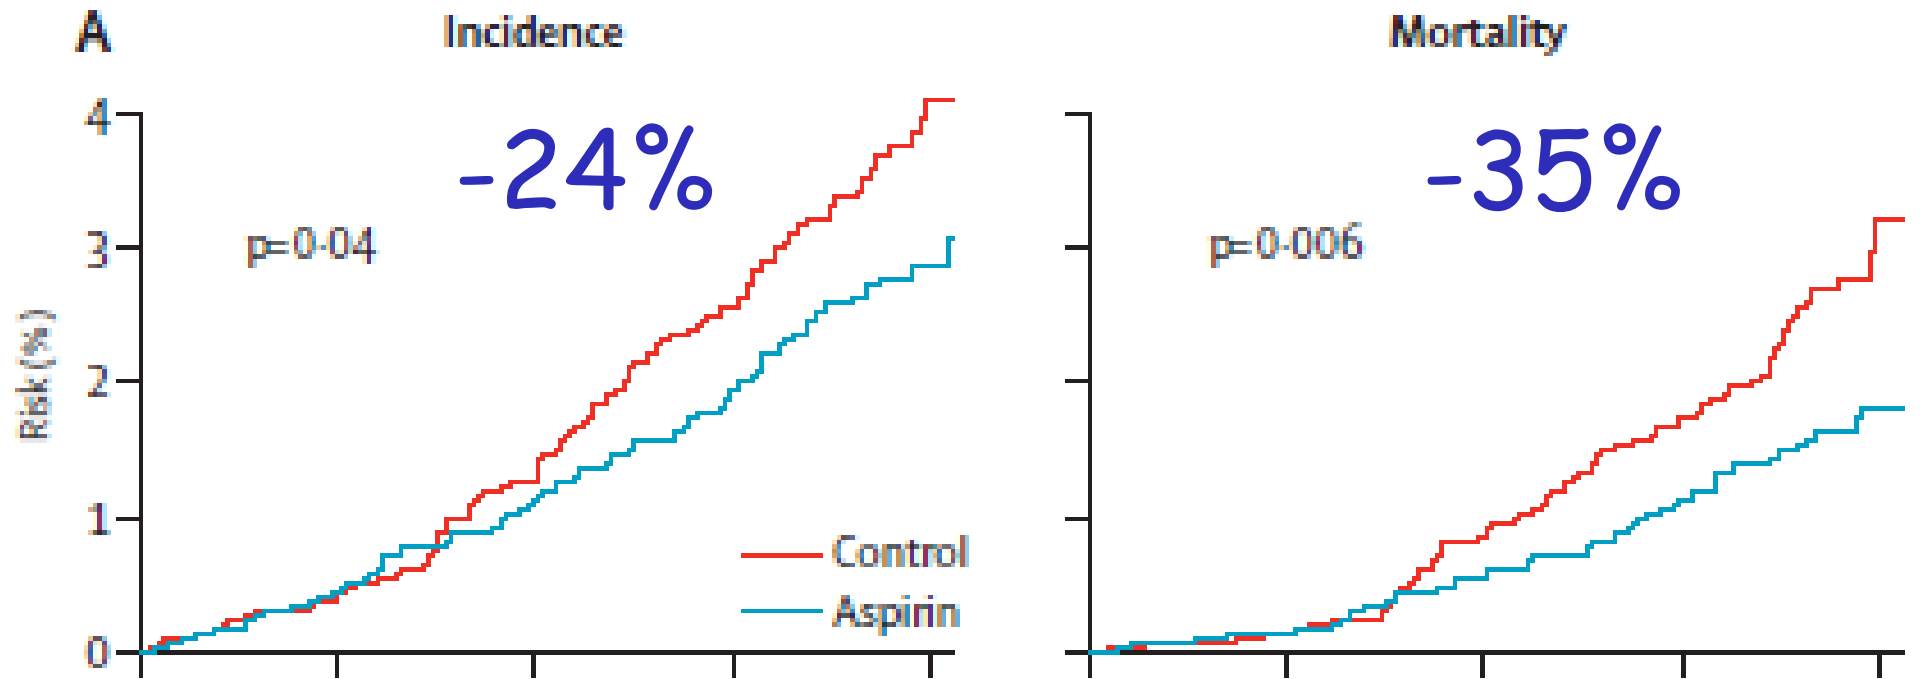 A
Incidence
Mortality
4
3
2
1
0
Risk (%)
-24%
p=0·04
-35%
p=0·006
Control
Aspirin